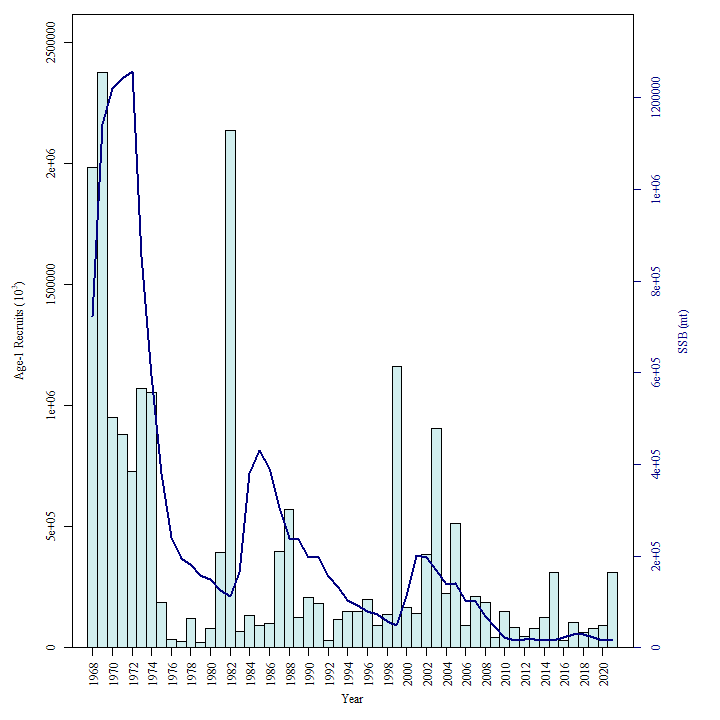 Age-1 Recruits (10³)
0
5e+05
1e+06
1500000
2e+06
2500000
1968
1970
1972
1974
1976
1978
1980
1982
1984
1986
1988
1990
1992
1994
1996
1998
2000
2002
2004
2006
2008
2010
2012
2014
2016
2018
2020
Year
0
2e+05
4e+05
6e+05
8e+05
1e+06
1200000
SSB (mt)